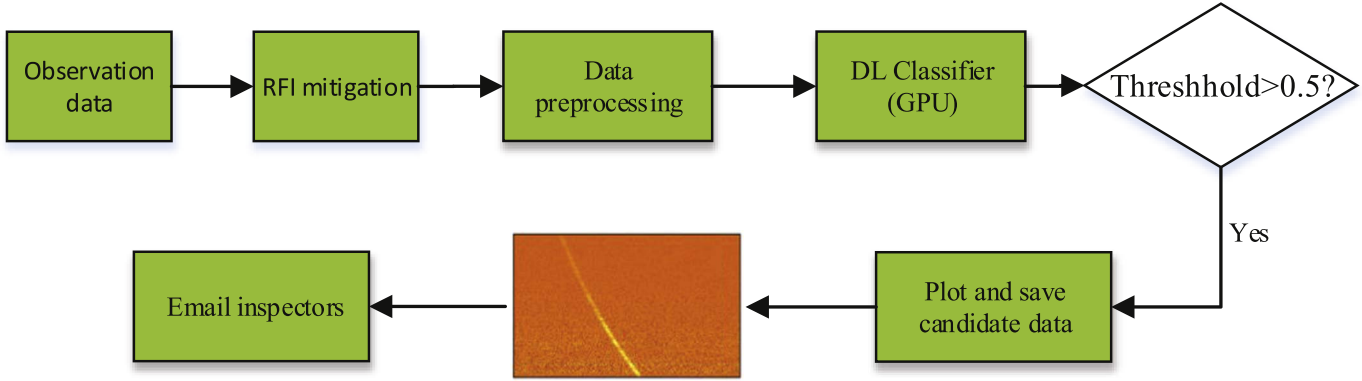 Observation
data
RFI mitigation
Data
preprocessing
DL Classifier
(GPU)
Threshhold>0.5?
Yes
Plot and save
candidate data
Email inspectors